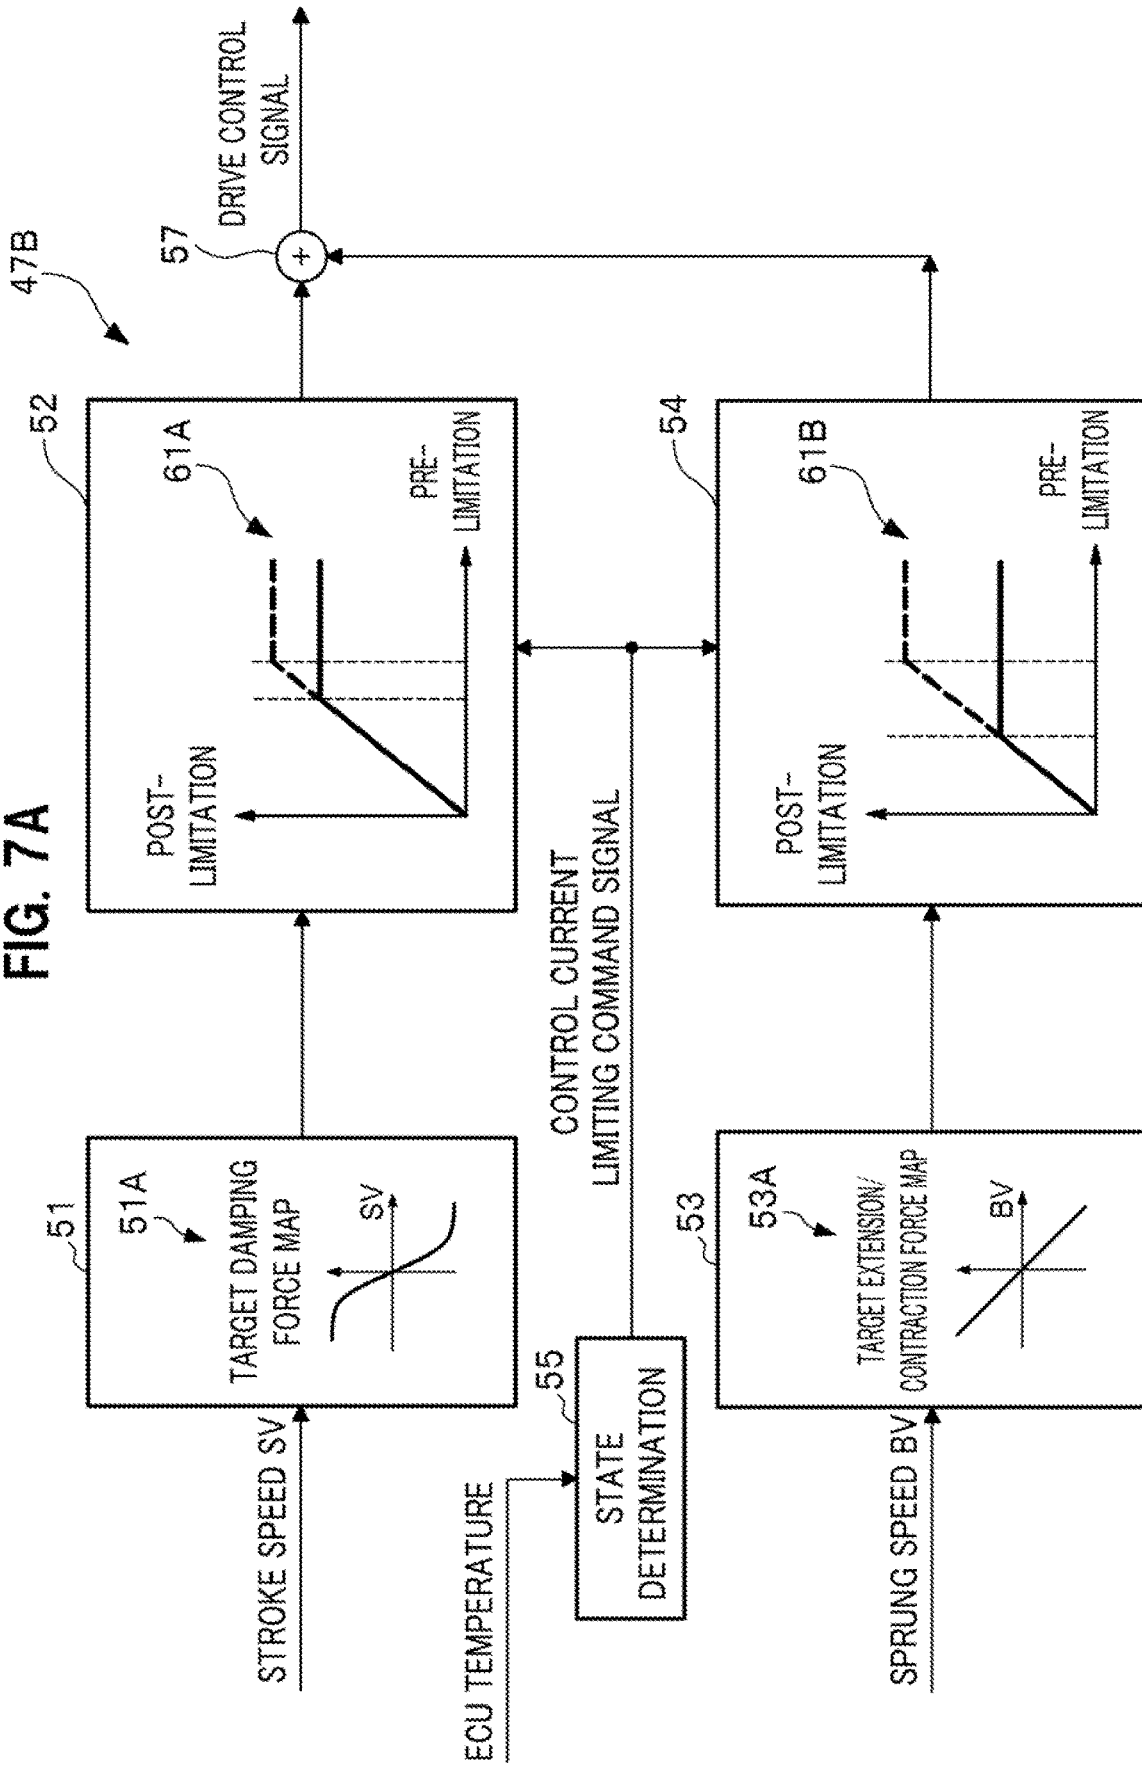 FIG. 7A
47B
STROKE SPEED SV
51
51A
TARGET DAMPING
FORCE MAP
SV
52
POST-
LIMITATION
61A
PRE-
LIMITATION
57
+
DRIVE CONTROL
SIGNAL
ECU TEMPERATURE
55
STATE
DETERMINATION
CONTROL CURRENT
LIMITING COMMAND SIGNAL
SPRUNG SPEED BV
53
53A
TARGET EXTENSION/
CONTRACTION FORCE MAP
BV
54
POST-
LIMITATION
61B
PRE-
LIMITATION